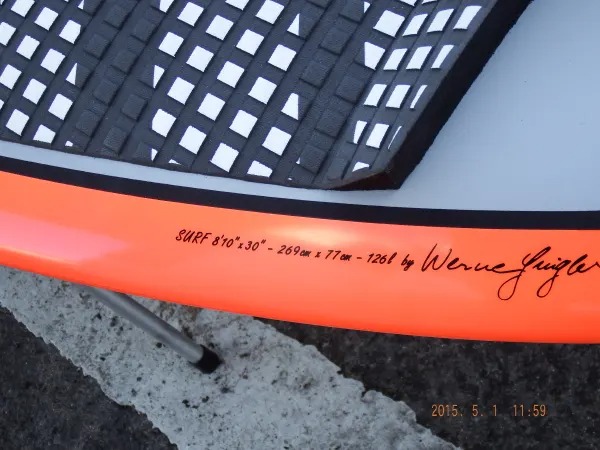 SURF 8'10" x 30" - 269cm x 77cm - 126l by Werner Gnigler
2015. 5. 1 11:59